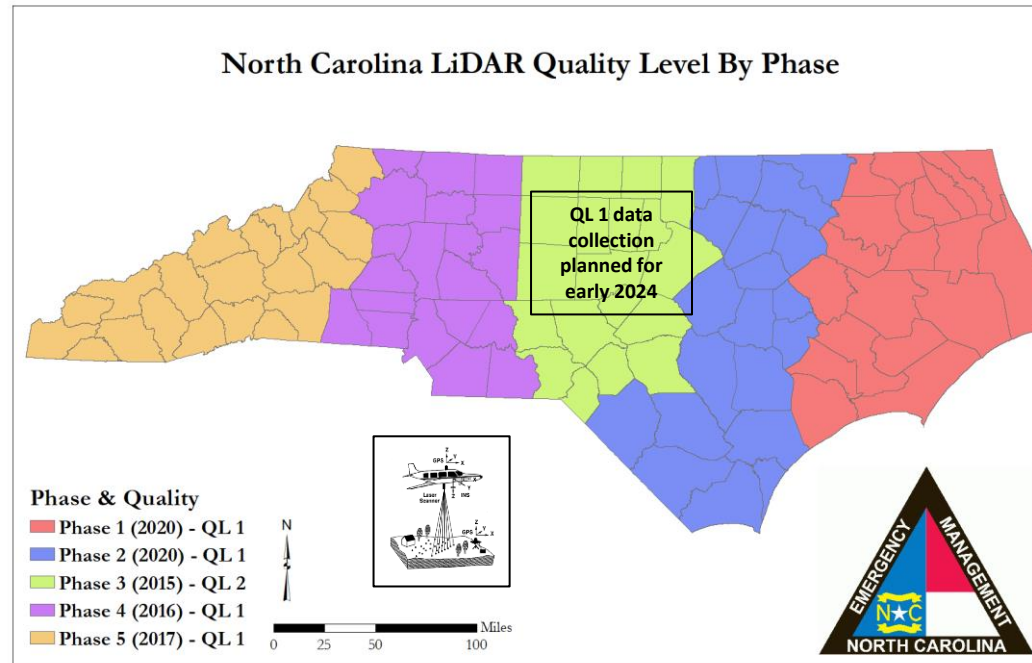 North Carolina LiDAR Quality Level By Phase
QL 1 data
collection
planned for
early 2024
Phase & Quality
Phase 1 (2020) - QL 1
Phase 2 (2020) - QL 1
Phase 3 (2015) - QL 2
Phase 4 (2016) - QL 1
Phase 5 (2017) - QL 1
N
Miles
0 25 50 100
Z
GPS
Y
X
Laser
Scanner
X
Y
Z
INS
Z
GPS
Y
X
EMERGENCY
MANAGEMENT
N C
NORTH CAROLINA